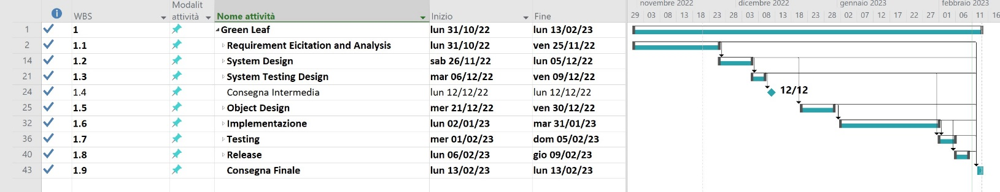 Modalit
WBS attività Nome attività Inizio Fine
novembre 2022 dicembre 2022 gennaio 2023 febbraio 2023
29 03 08 13 18 23 28 03 08 13 18 23 28 02 07 12 17 22 27 01 06 11 16
1 1 Green Leaf lun 31/10/22 lun 13/02/23
2 1.1 Requirement Eicitation and Analysis lun 31/10/22 ven 25/11/22
14 1.2 System Design sab 26/11/22 lun 05/12/22
21 1.3 System Testing Design mar 06/12/22 ven 09/12/22
24 1.4 Consegna Intermedia lun 12/12/22 lun 12/12/22 12/12
25 1.5 Object Design mer 21/12/22 ven 30/12/22
32 1.6 Implementazione lun 02/01/23 mar 31/01/23
36 1.7 Testing mer 01/02/23 dom 05/02/23
40 1.8 Release lun 06/02/23 gio 09/02/23
43 1.9 Consegna Finale lun 13/02/23 lun 13/02/23